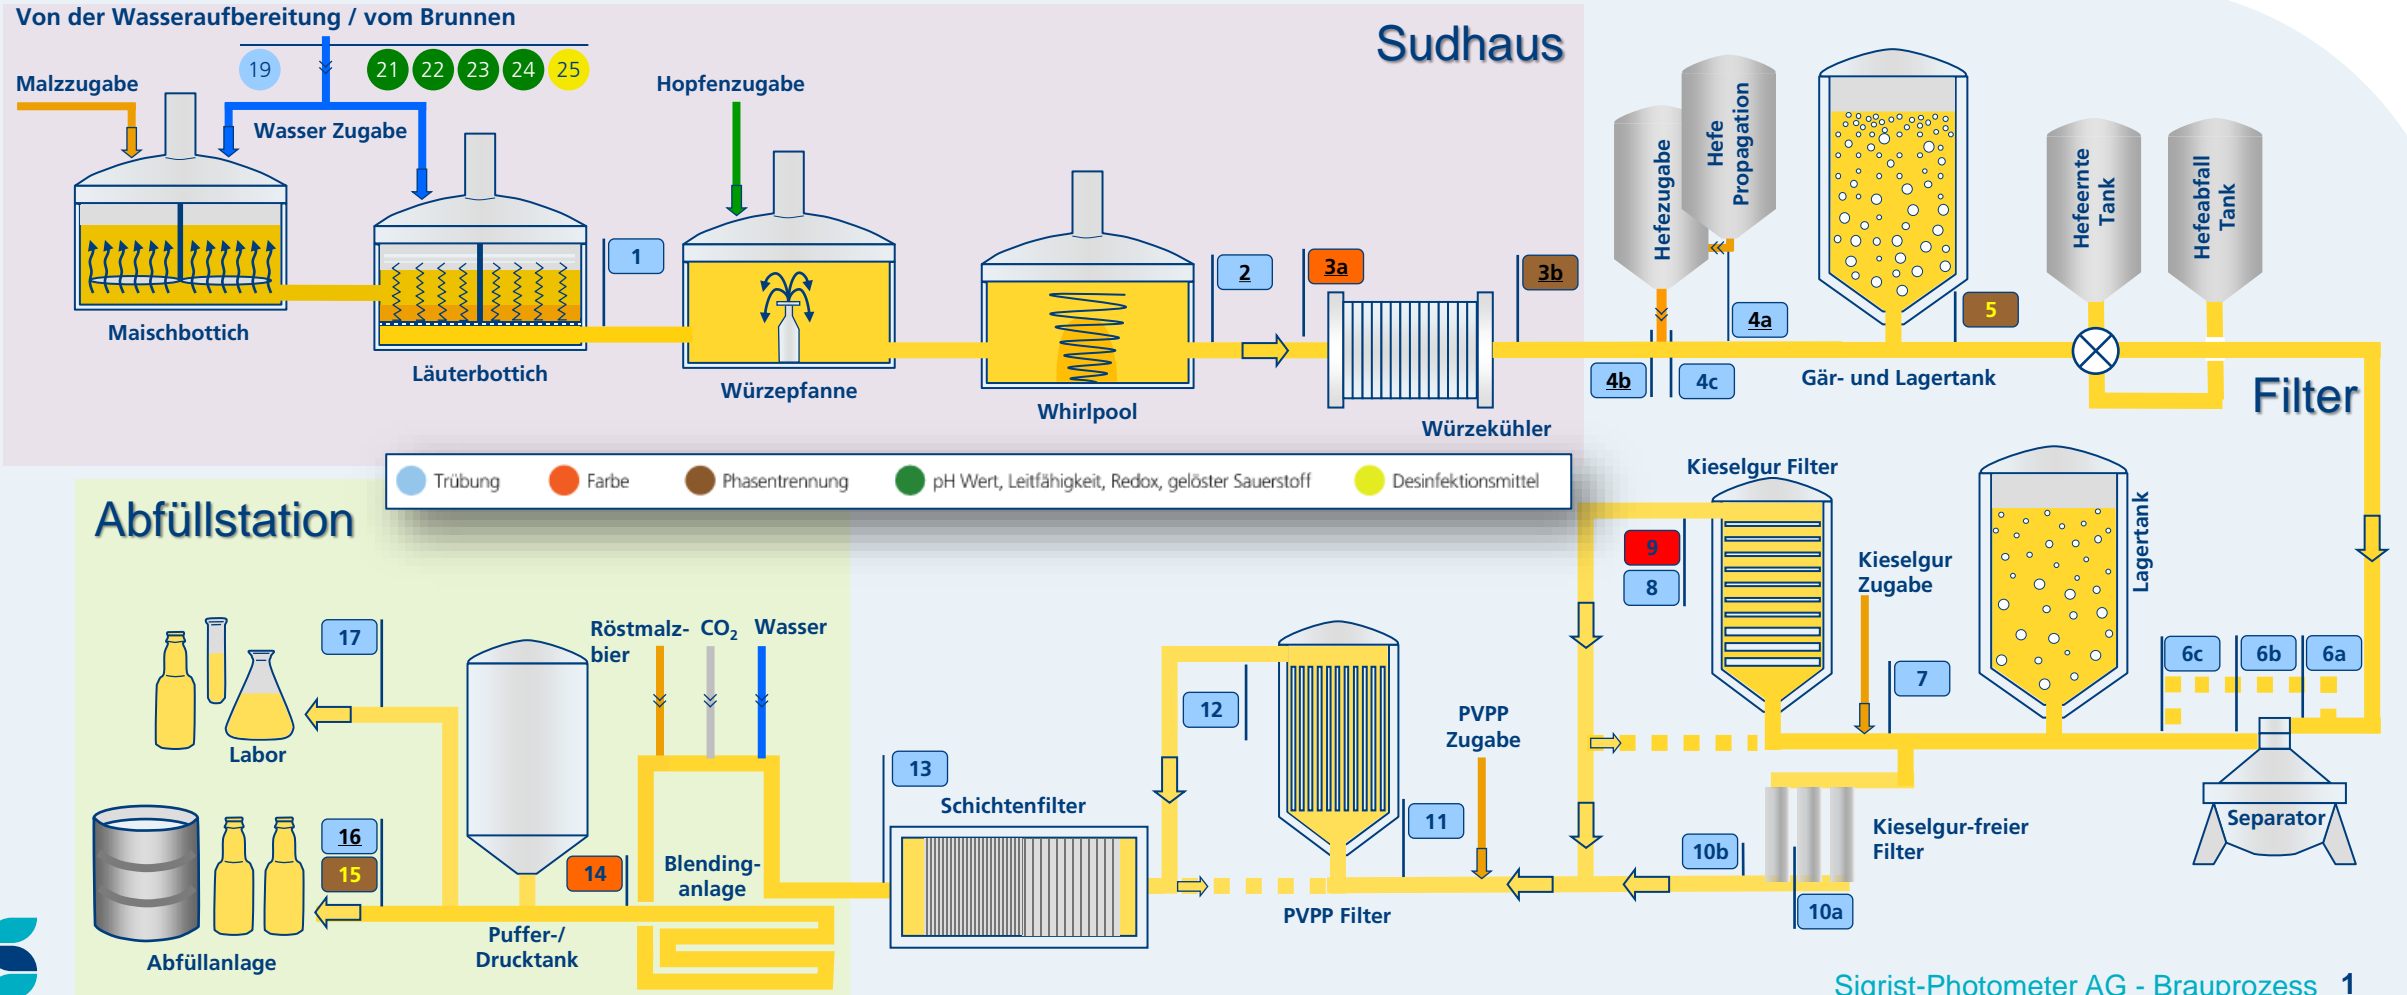 Von der Wasseraufbereitung / vom Brunnen
Sudhaus
19
21
22
23
24
25
Malzzugabe
Wasser Zugabe
Hopfenzugabe
Maischbottich
1
Läuterbottich
Würzepfanne
Whirlpool
2
3a
3b
Würzekühler
Hefezugabe
Hefe
Propagation
4a
4b
4c
Gär- und Lagertank
5
Hefeernte
Tank
Hefeabfall
Tank
Filter
Trübung
Farbe
Phasentrennung
pH Wert, Leitfähigkeit, Redox, gelöster Sauerstoff
Desinfektionsmittel
Kieselgur Filter
9
8
Kieselgur
Zugabe
7
Lagertank
6c
6b
6a
Separator
Kieselgur-freier
Filter
10b
10a
PVPP
Zugabe
11
12
PVPP Filter
13
Schichtenfilter
Abfüllstation
Röstmalz-
bier
CO2
Wasser
17
Labor
16
15
14
Blending-
anlage
Puffer-/
Drucktank
Abfüllanlage
Sigrist-Photometer AG - Brauprozess 1